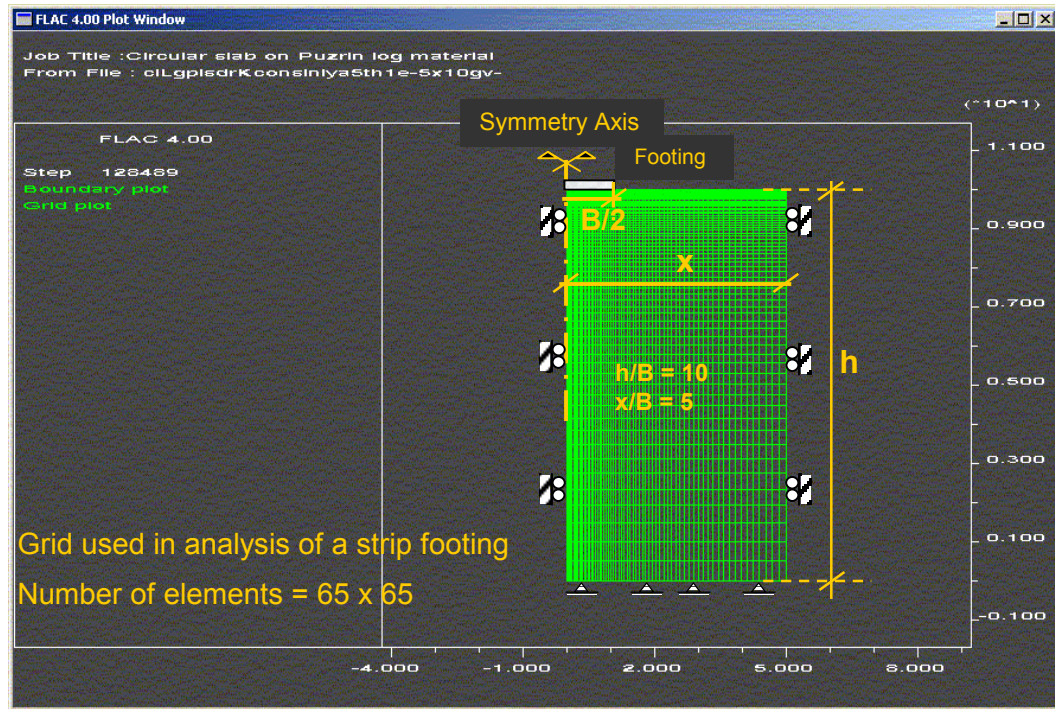 FLAC 4.00 Plot Window
Job Title :Circular slab on Puzrin log material
From File : ciLgplsdrKconslnlya5th1e-5x10gv-
(*10^1)
FLAC 4.00
Step 128489
Boundary plot
Grid plot
Symmetry Axis
Footing
B/2
x
h
h/B = 10
x/B = 5
Grid used in analysis of a strip footing
Number of elements = 65 x 65
1.100
0.900
0.700
0.500
0.300
0.100
-0.100
-4.000 -1.000 2.000 5.000 8.000